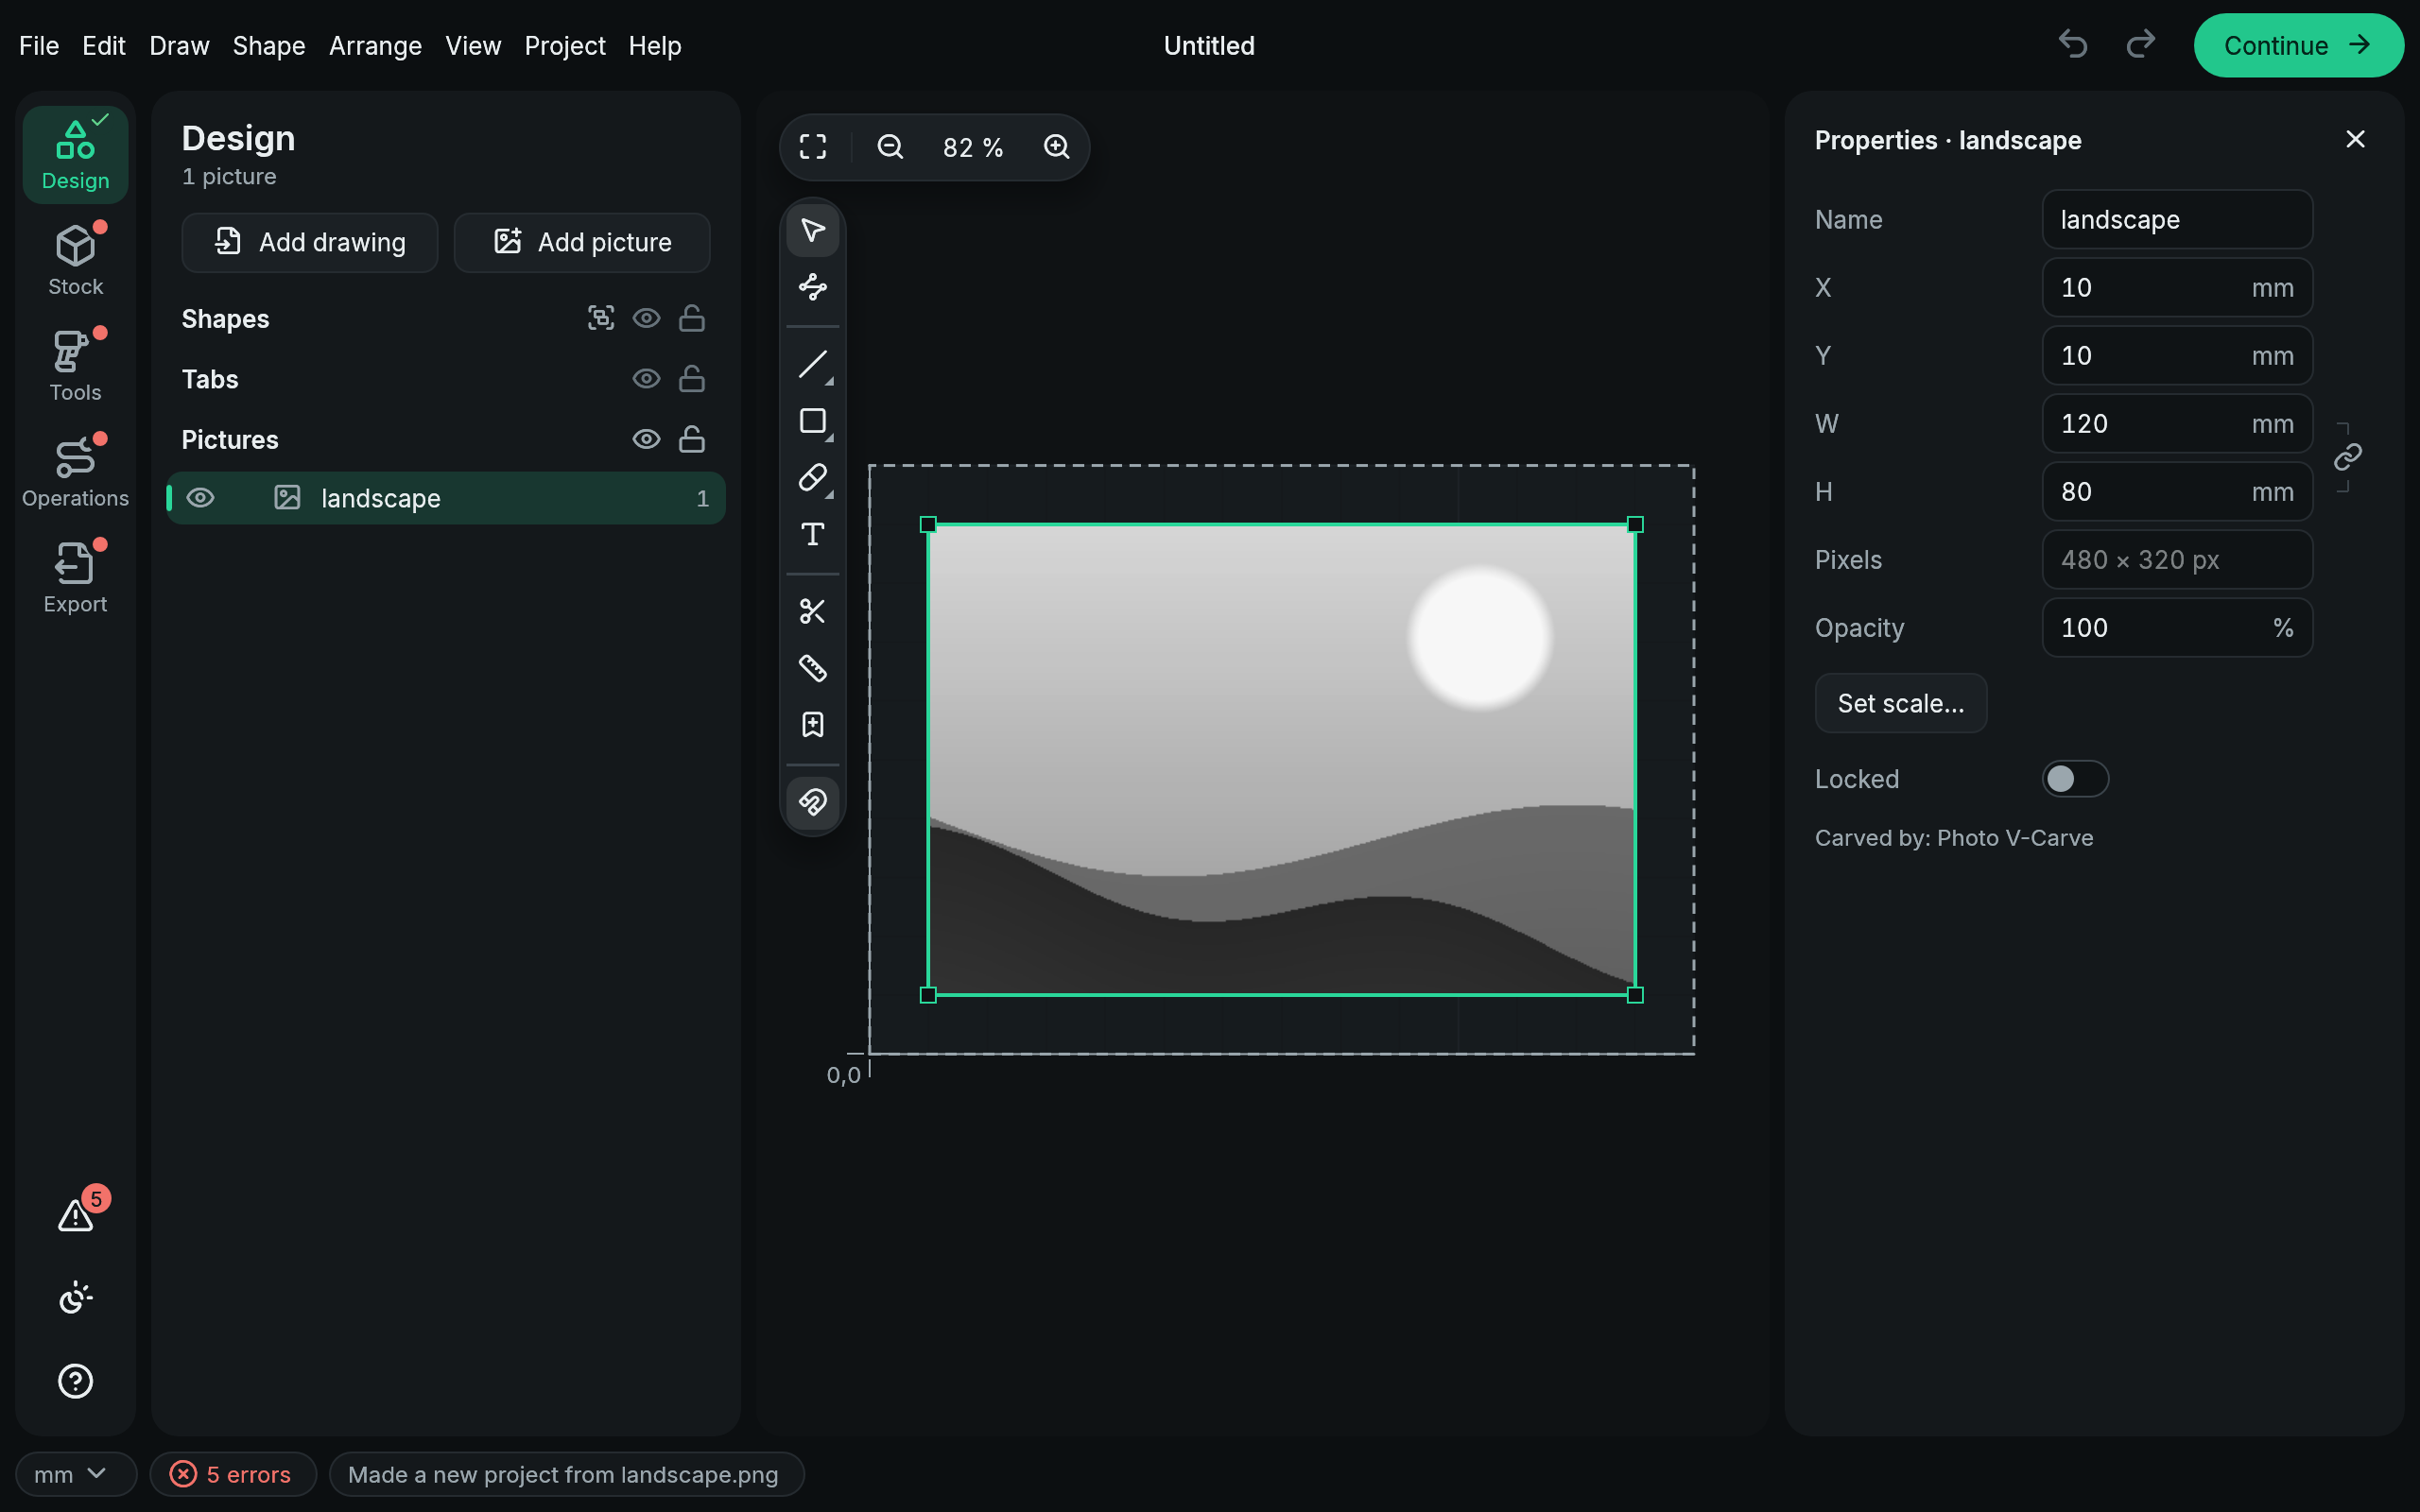 File Edit Draw Shape Arrange View Project Help
Untitled
Continue
Design
Stock
Tools
Operations
Export
5
Design
1 picture
Add drawing
Add picture
Shapes
Tabs
Pictures
landscape 1
82 %
0,0
Properties · landscape
Name landscape
X 10 mm
Y 10 mm
W 120 mm
H 80 mm
Pixels 480 × 320 px
Opacity 100 %
Set scale...
Locked
Carved by: Photo V-Carve
mm
5 errors
Made a new project from landscape.png